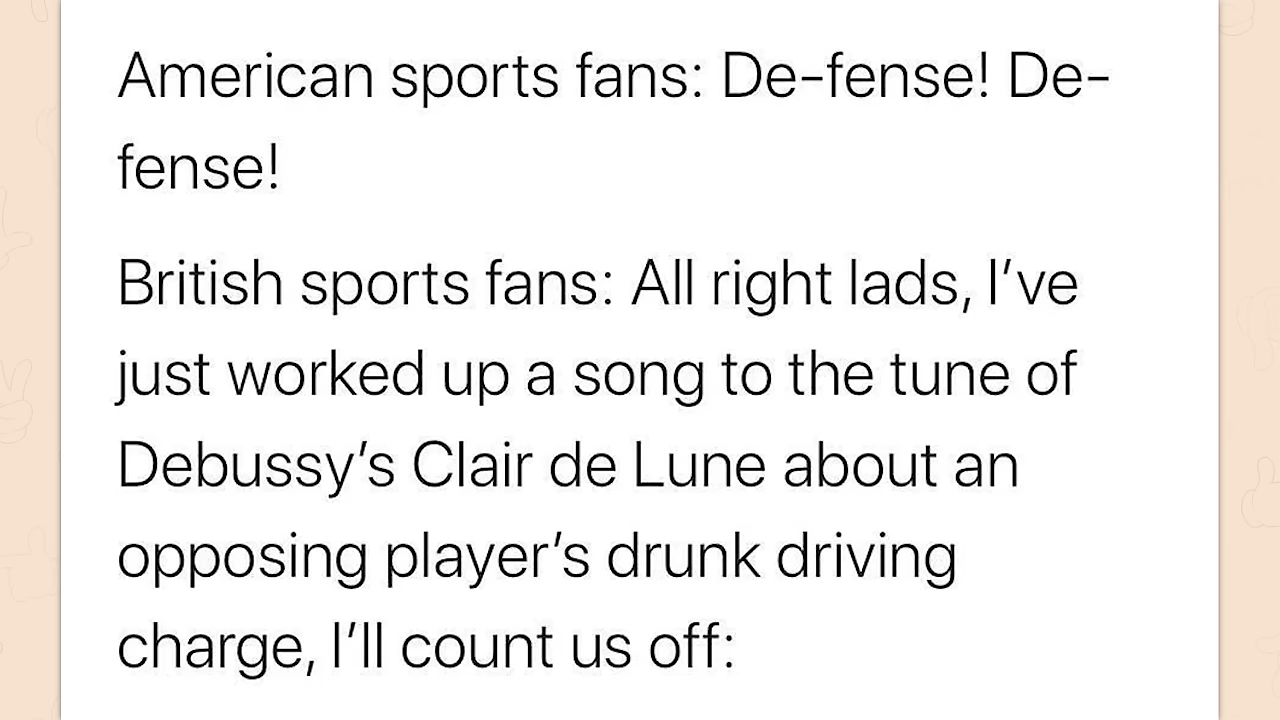 American sports fans: De-fense! De-
fense!
British sports fans: All right lads, I’ve
just worked up a song to the tune of
Debussy’s Clair de Lune about an
opposing player’s drunk driving
charge, I’ll count us off: